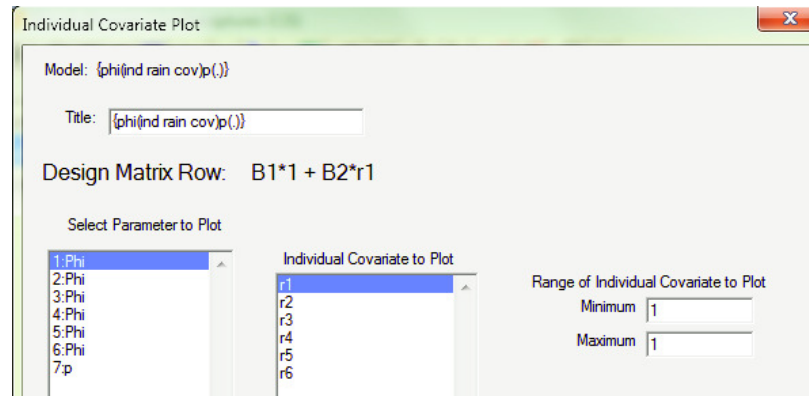 Individual Covariate Plot
Model: {phi(ind rain cov)p(.)}
Title: {phi(ind rain cov)p(.)}
Design Matrix Row: B1*1 + B2*r1
Select Parameter to Plot
1:Phi
2:Phi
3:Phi
4:Phi
5:Phi
6:Phi
7:p
Individual Covariate to Plot
r1
r2
r3
r4
r5
r6
Range of Individual Covariate to Plot
Minimum 1
Maximum 1